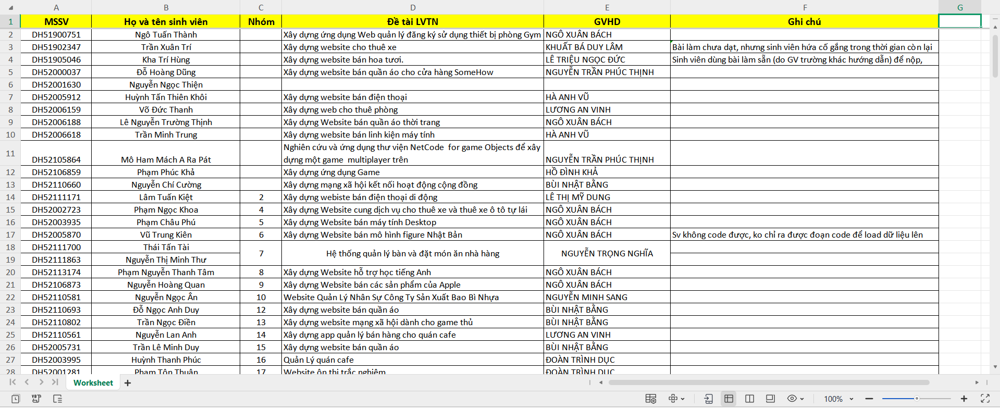 A B C D E F G
1 MSSV Họ và tên sinh viên Nhóm Đề tài LVTN GVHD Ghi chú
2 DH51900751 Ngô Tuấn Thành Xây dựng ứng dụng Web quản lý đăng ký sử dụng thiết bị phòng Gym NGÔ XUÂN BÁCH
3 DH51902347 Trần Xuân Trí Xây dựng website cho thuê xe KHUẤT BÁ DUY LÂM Bài làm chưa dạt, nhưng sinh viên hứa cố gắng trong thời gian còn lại
4 DH51905046 Kha Trí Hùng Xây dựng website bán hoa tươi. LÊ TRIỆU NGỌC ĐỨC Sinh viên dùng bài làm sẵn (do GV trường khác hướng dẫn) để nộp,
5 DH52000037 Đỗ Hoàng Dũng Xây dựng website bán quần áo cho cửa hàng SomeHow NGUYỄN TRẦN PHÚC THỊNH
6 DH52001630 Nguyễn Ngọc Thiện
7 DH52005912 Huỳnh Tấn Thiên Khôi Xây dựng website bán điện thoại HÀ ANH VŨ
8 DH52006159 Võ Đức Thanh Xây dựng web cho thuê phòng LƯƠNG AN VINH
9 DH52006188 Lê Nguyễn Trường Thịnh Xây dựng Website bán quần áo thời trang NGÔ XUÂN BÁCH
10 DH52006618 Trần Minh Trung Xây dựng website bán linh kiện máy tính HÀ ANH VŨ
Nghiên cứu và ứng dụng thư viện NetCode for game Objects để xây
11 DH52105864 Mô Ham Mách A Ra Pát dựng một game multiplayer trên NGUYỄN TRẦN PHÚC THỊNH
12 DH52106859 Phạm Phúc Khả Xây dựng ứng dụng Game HỒ ĐÌNH KHẢ
13 DH52110660 Nguyễn Chí Cường Xây dựng mạng xã hội kết nối hoạt động cộng đồng BÙI NHẬT BẰNG
14 DH52111171 Lâm Tuấn Kiệt 2 Xây dựng webiste bán điện thoại di động LÊ THỊ MỸ DUNG
15 DH52002723 Phạm Ngọc Khoa 4 Xây dựng Website cung dịch vụ cho thuê xe và thuê xe ô tô tự lái NGÔ XUÂN BÁCH
16 DH52003935 Phạm Châu Phú 5 Xây dựng Website bán máy tính Desktop NGÔ XUÂN BÁCH
17 DH52005870 Vũ Trung Kiên 6 Xây dựng Website bán mô hình figure Nhật Bản NGÔ XUÂN BÁCH Sv không code được, ko chỉ ra được đoạn code để load dữ liệu lên
18 DH52111700 Thái Tấn Tài
7 Hệ thống quản lý bàn và đặt món ăn nhà hàng NGUYỄN TRỌNG NGHĨA
19 DH52111863 Nguyễn Thị Minh Thư
20 DH52113174 Phạm Nguyễn Thanh Tâm 8 Xây dựng Website hỗ trợ học tiếng Anh NGÔ XUÂN BÁCH
21 DH52106873 Nguyễn Hoàng Quan 9 Xây dựng Website bán các sản phẩm của Apple NGÔ XUÂN BÁCH
22 DH52110581 Nguyễn Ngọc Ân 10 Website Quản Lý Nhân Sự Công Ty Sản Xuất Bao Bì Nhựa NGUYỄN MINH SANG
23 DH52110693 Đỗ Ngọc Anh Duy 12 Xây dựng website bán quần áo BÙI NHẬT BẰNG
24 DH52110802 Trần Ngọc Điền 13 Xây dựng website mạng xã hội dành cho game thủ BÙI NHẬT BẰNG
25 DH52110561 Nguyễn Lan Anh 14 Xây dựng app quản lý bán hàng cho quán cafe LƯƠNG AN VINH
26 DH52005731 Trần Lê Minh Duy 15 Xây dựng website bán quần áo BÙI NHẬT BẰNG
27 DH52003995 Huỳnh Thanh Phúc 16 Quản Lý quán cafe ĐOÀN TRÌNH DỤC
28 DH52001281 Phạm Tôn Thuận 17 Website ôn thi trắc nghiệm ĐOÀN TRÌNH DỤC
Worksheet
100%